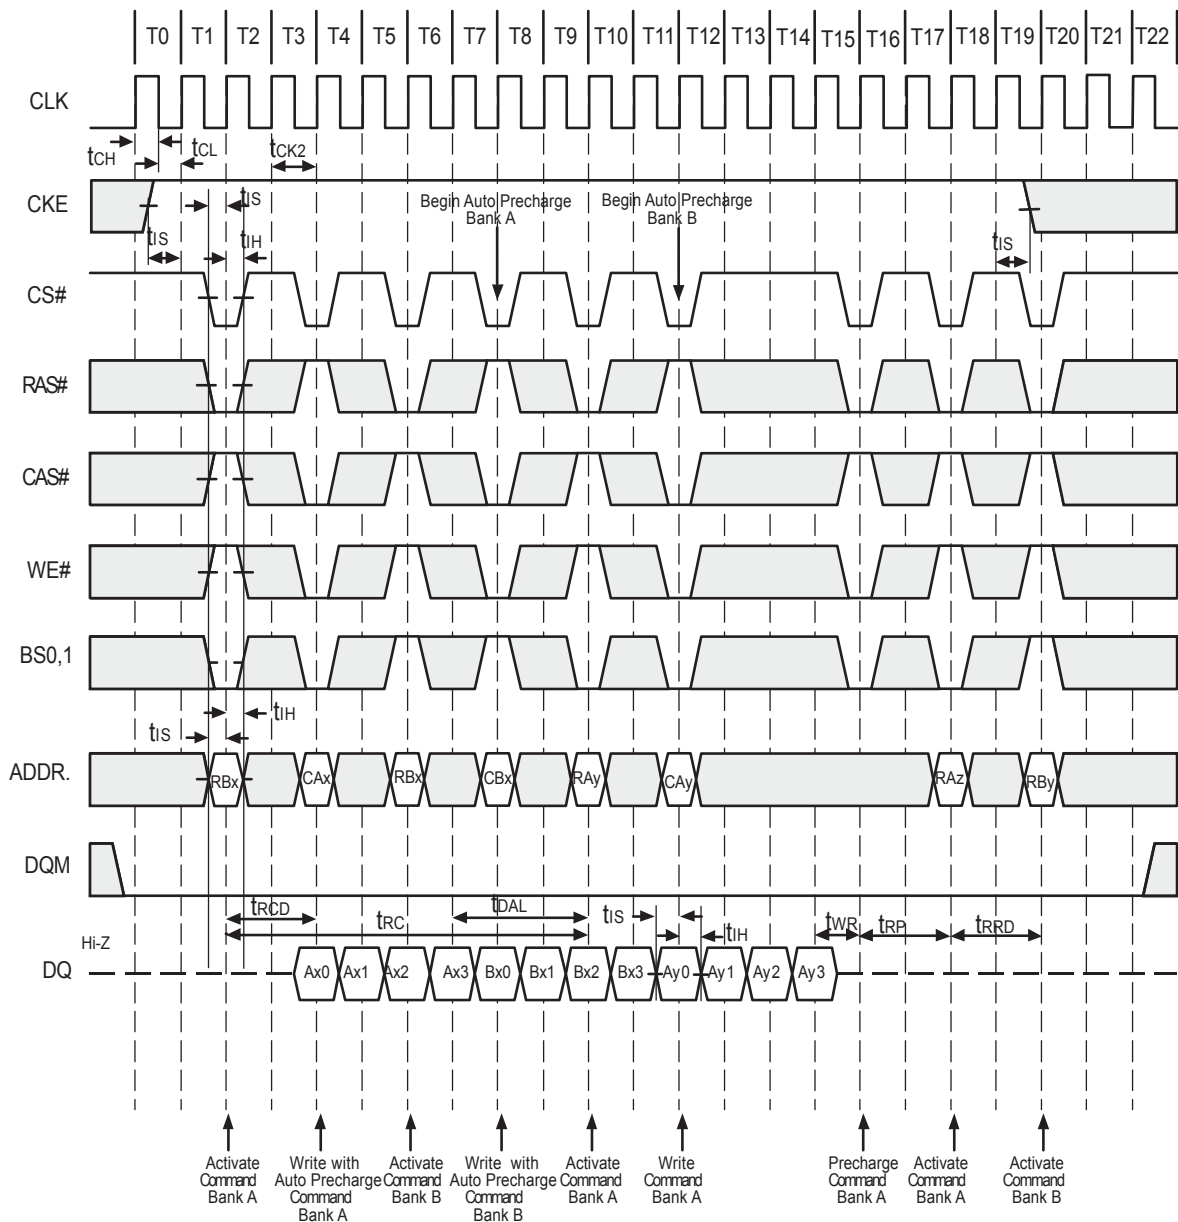 T0 T1 T2 T3 T4 T5 T6 T7 T8 T9 T10 T11 T12 T13 T14 T15 T16 T17 T18 T19 T20 T21 T22
CLK
tCH tCL tCK2
CKE
tIS
Begin Auto Precharge
Bank A
Begin Auto Precharge
Bank B
tIS tIH tIS
CS#
RAS#
CAS#
WE#
BS0,1
tIS tIH
ADDR.
RBx CAx RBx CBx RAy CAy RAz RBy
DQM
tRCD tRC tDAL tIS tIH tWR tRP tRRD
Hi-Z
DQ
Ax0 Ax1 Ax2 Ax3 Bx0 Bx1 Bx2 Bx3 Ay0 Ay1 Ay2 Ay3
Activate
Command
Bank A
Write with
Auto Precharge
Command
Bank A
Activate
Command
Bank B
Write with
Auto Precharge
Command
Bank B
Activate
Command
Bank A
Write
Command
Bank A
Precharge
Command
Bank A
Activate
Command
Bank A
Activate
Command
Bank B